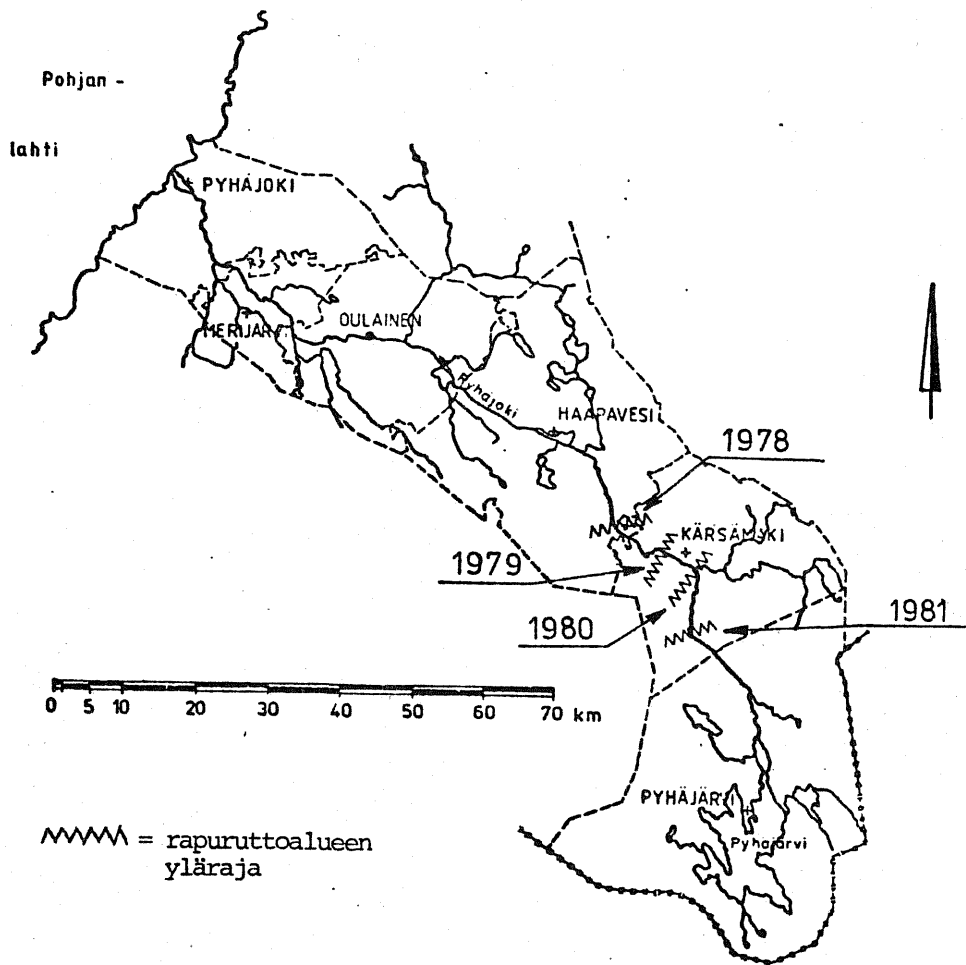 Pohjan -
lahti
PYHÄJOKI
MERIJÄRVI
OULAINEN
Pyhäjoki
HAAPAVESI
1978
KÄRSÄMÄKI
1979
1980
1981
0 5 10 20 30 40 50 60 70 km
PYHÄJÄRVI
Pyhäjärvi
= rapuruttoalueen
yläraja